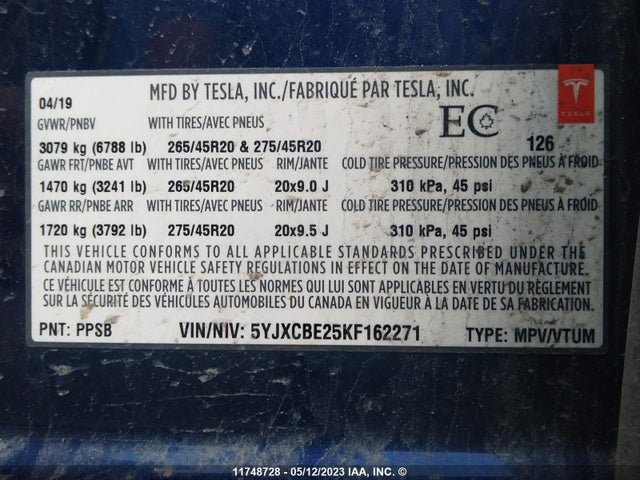 MFD BY TESLA, INC./FABRIQUÉ PAR TESLA, INC.
04/19
TESLA
GVWR/PNBV WITH TIRES/AVEC PNEUS EC 126
3079 kg (6788 lb) 265/45R20 & 275/45R20
GAWR FRT/PNBE AVT WITH TIRES/AVEC PNEUS RIM/JANTE COLD TIRE PRESSURE/PRESSION DES PNEUS À FROID
1470 kg (3241 lb) 265/45R20 20x9.0 J 310 kPa, 45 psi
GAWR RR/PNBE ARR WITH TIRES/AVEC PNEUS RIM/JANTE COLD TIRE PRESSURE/PRESSION DES PNEUS À FROID
1720 kg (3792 lb) 275/45R20 20x9.5 J 310 kPa, 45 psi
THIS VEHICLE CONFORMS TO ALL APPLICABLE STANDARDS PRESCRIBED UNDER THE
CANADIAN MOTOR VEHICLE SAFETY REGULATIONS IN EFFECT ON THE DATE OF MANUFACTURE
CE VÉHICULE EST CONFORME À TOUTES LES NORMES QUI LUI SONT APPLICABLES EN VERTU DU RÈGLEMENT
SUR LA SÉCURITÉ DES VÉHICULES AUTOMOBILES DU CANADA EN VIGUEUR À LA DATE DE SA FABRICATION
PNT: PPSB VIN/NIV: 5YJXCBE25KF162271 TYPE: MPV/VTUM
11748728 - 05/12/2023 IAA, INC. ©